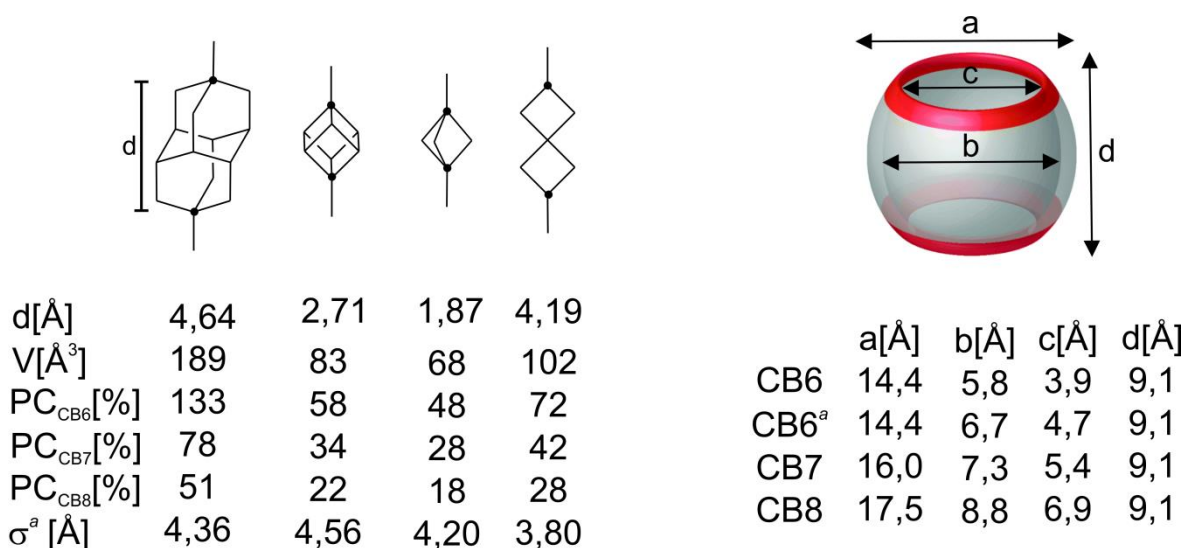 a
c
b
d
d
d[Å] 4,64 2,71 1,87 4,19
V[Å³] 189 83 68 102
PC_CB6[%] 133 58 48 72
PC_CB7[%] 78 34 28 42
PC_CB8[%] 51 22 18 28
σᵃ [Å] 4,36 4,56 4,20 3,80
a[Å] b[Å] c[Å] d[Å]
CB6 14,4 5,8 3,9 9,1
CB6ᵃ 14,4 6,7 4,7 9,1
CB7 16,0 7,3 5,4 9,1
CB8 17,5 8,8 6,9 9,1